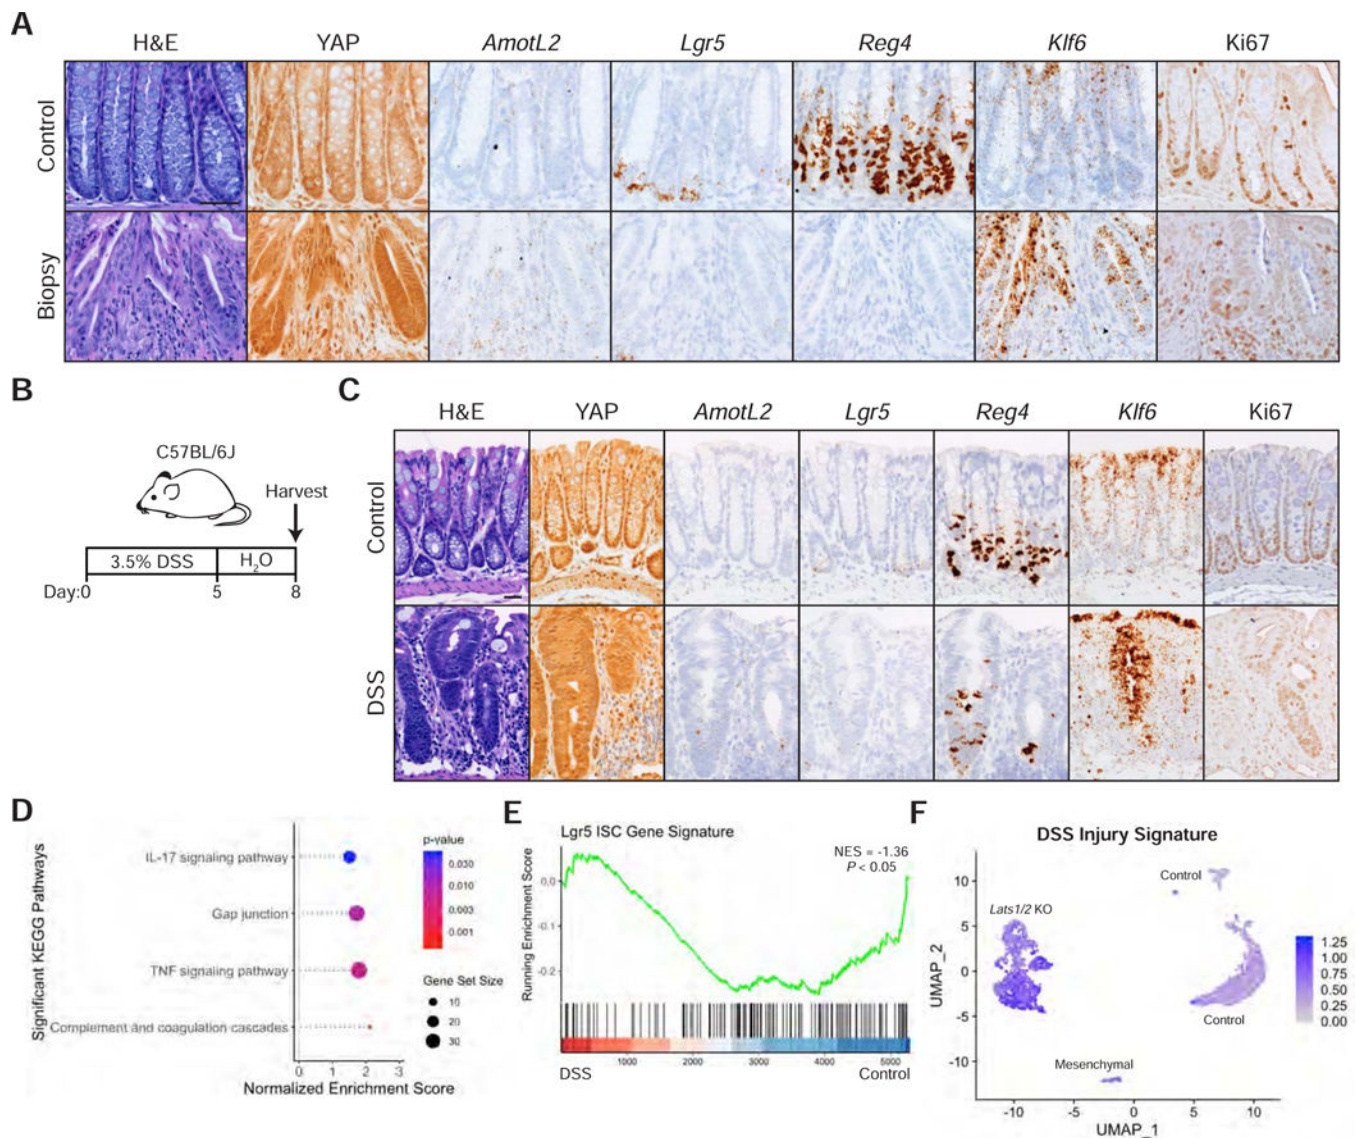 A
H&E YAP AmotL2 Lgr5 Reg4 Klf6 Ki67
Control
Biopsy
B
C57BL/6J
Harvest
3.5% DSS H2O
Day:0 5 8
C
H&E YAP AmotL2 Lgr5 Reg4 Klf6 Ki67
Control
DSS
D
Significant KEGG Pathways
IL-17 signaling pathway
Gap junction
TNF signaling pathway
Complement and coagulation cascades
0 1 2 3
Normalized Enrichment Score
p-value
0.030
0.010
0.003
0.001
Gene Set Size
10
20
30
E
Lgr5 ISC Gene Signature
NES = -1.36
P < 0.05
Running Enrichment Score
0.0
-0.1
-0.2
1000 2000 3000 4000 5000
DSS Control
F
DSS Injury Signature
Control
Lats1/2 KO
Control
Mesenchymal
UMAP_2
10
5
0
-5
-10
-10 -5 0 5 10
UMAP_1
1.25
1.00
0.75
0.50
0.25
0.00